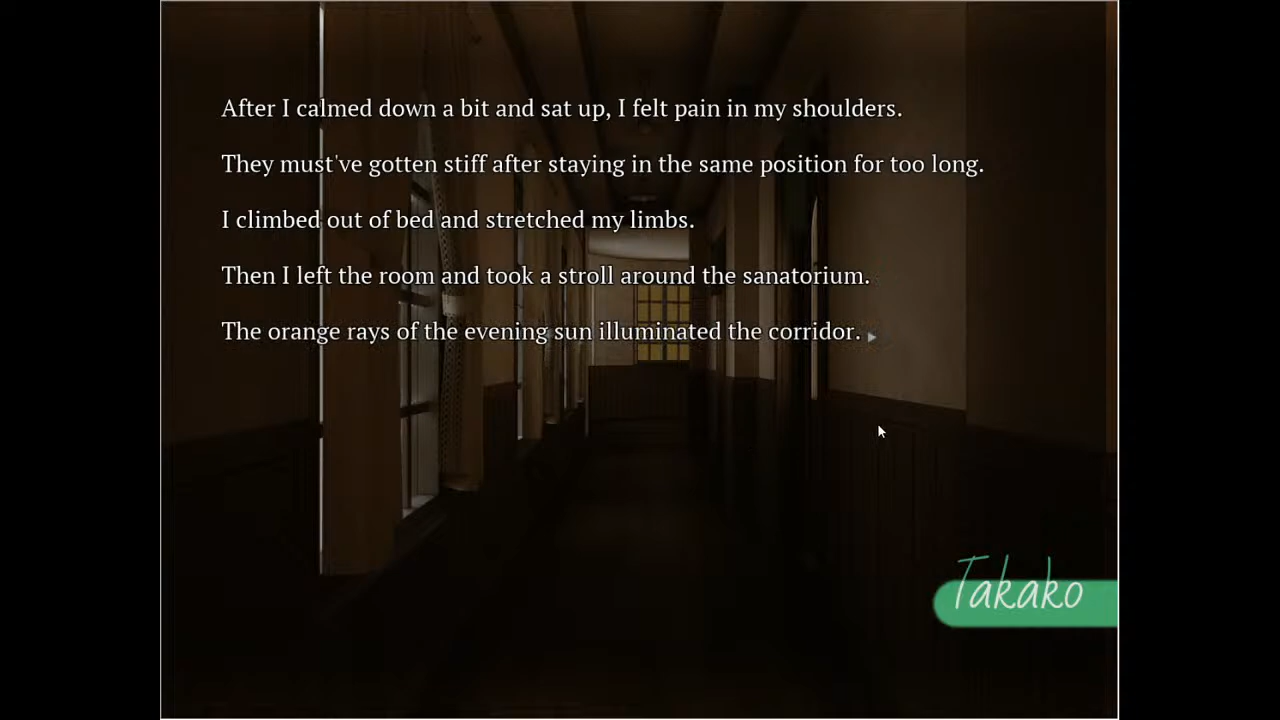 After I calmed down a bit and sat up, I felt pain in my shoulders.
They must've gotten stiff after staying in the same position for too long.
I climbed out of bed and stretched my limbs.
Then I left the room and took a stroll around the sanatorium.
The orange rays of the evening sun illuminated the corridor.
Takako